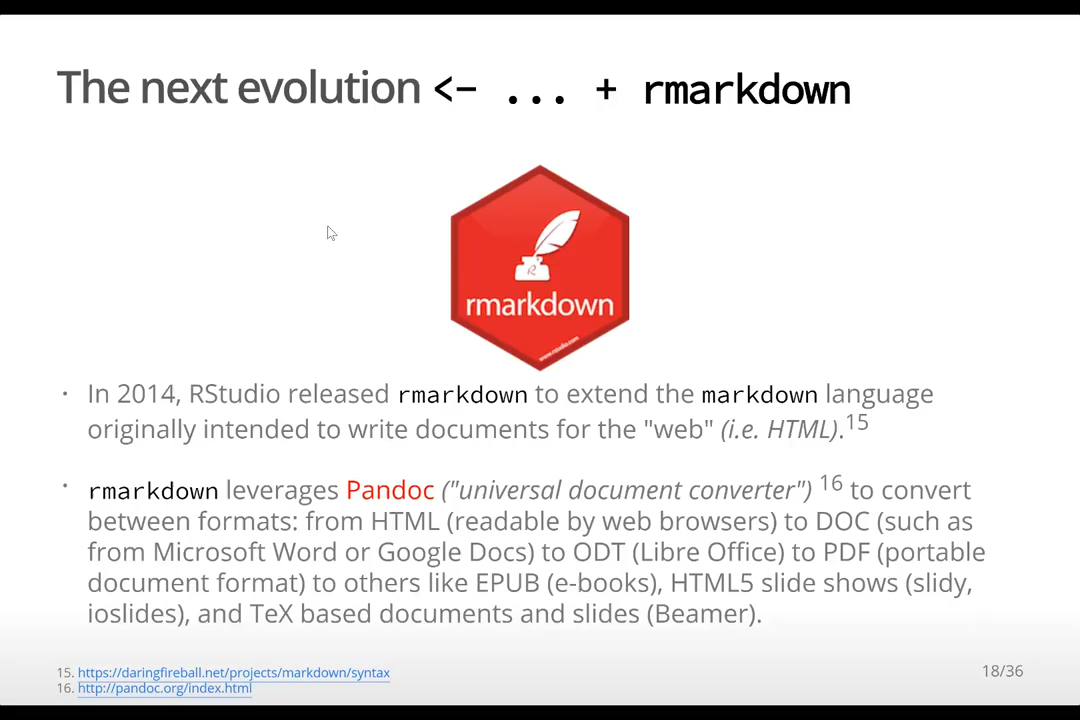 The next evolution <- ... + rmarkdown
R
rmarkdown
www.rstudio.com
• In 2014, RStudio released rmarkdown to extend the markdown language
originally intended to write documents for the "web" (i.e. HTML).15
• rmarkdown leverages Pandoc ("universal document converter") 16 to convert
between formats: from HTML (readable by web browsers) to DOC (such as
from Microsoft Word or Google Docs) to ODT (Libre Office) to PDF (portable
document format) to others like EPUB (e-books), HTML5 slide shows (slidy,
ioslides), and TeX based documents and slides (Beamer).
15. https://daringfireball.net/projects/markdown/syntax
16. http://pandoc.org/index.html
18/36